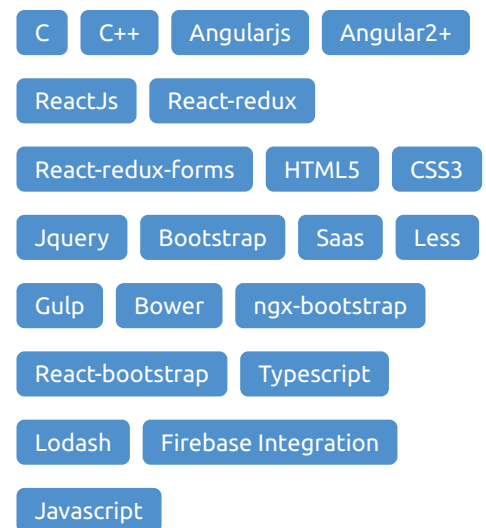 C C++ Angularjs Angular2+
ReactJs React-redux
React-redux-forms HTML5 CSS3
Jquery Bootstrap Saas Less
Gulp Bower ngx-bootstrap
React-bootstrap Typescript
Lodash Firebase Integration
Javascript